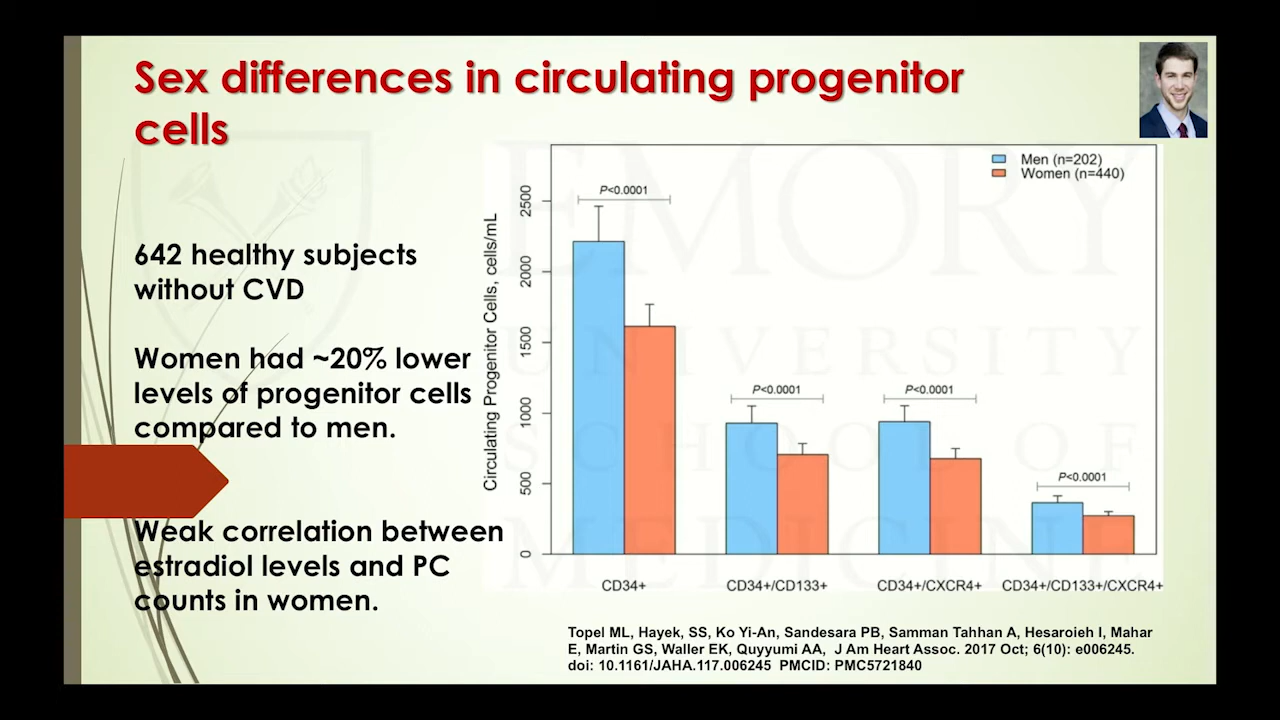 Sex differences in circulating progenitor
cells
642 healthy subjects
without CVD
Women had ~20% lower
levels of progenitor cells
compared to men.
Weak correlation between
estradiol levels and PC
counts in women.
Circulating Progenitor Cells, cells/mL
2500
2000
1500
1000
500
0
Men (n=202)
Women (n=440)
P<0.0001
P<0.0001
P<0.0001
P<0.0001
CD34+
CD34+/CD133+
CD34+/CXCR4+
CD34+/CD133+/CXCR4+
EMORY
UNIVERSITY
SCHOOL OF
MEDICINE
Topel ML, Hayek, SS, Ko Yi-An, Sandesara PB, Samman Tahhan A, Hesaroieh I, Mahar
E, Martin GS, Waller EK, Quyyumi AA, J Am Heart Assoc. 2017 Oct; 6(10): e006245.
doi: 10.1161/JAHA.117.006245 PMCID: PMC5721840